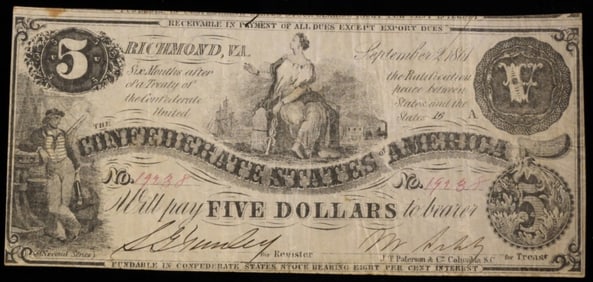 RECEIVABLE IN PAYMENT OF ALL DUES EXCEPT EXPORT DUES
5
RICHMOND, VA.
September 2, 1861
V
Six Months after
of a Treaty of
the Confederate
United
the Ratification
peace between
States and the
States 16 A
THE
CONFEDERATE STATES OF AMERICA
No. 19238
No. 19238
Will pay FIVE DOLLARS to bearer
5
Second Series
for Register
J. T. Paterson & Co. Columbia S.C.
for Treasr
FUNDABLE IN CONFEDERATE STATES STOCK BEARING EIGHT PER CENT INTEREST